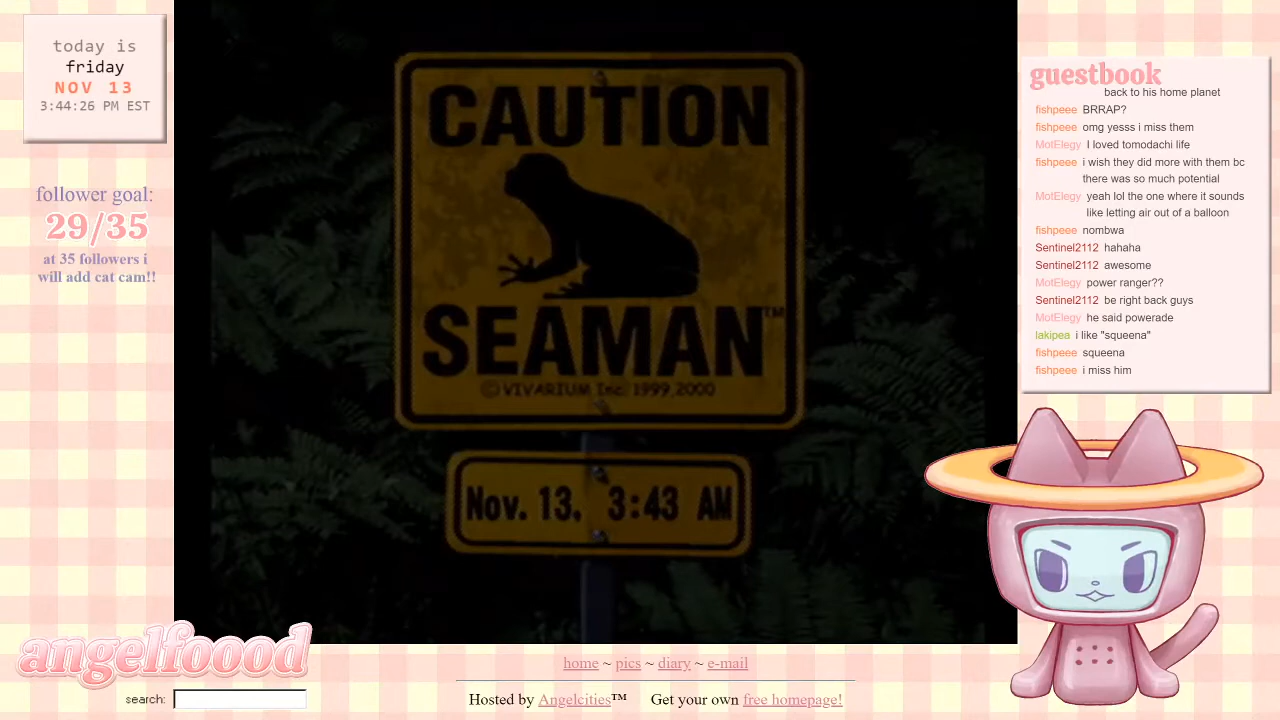 today is
friday
NOV 13
3:44:26 PM EST
follower goal:
29/35
at 35 followers i
will add cat cam!!
CAUTION
SEAMAN™
©VIVARIUM Inc. 1999,2000
Nov. 13, 3:43 AM
guestbook
back to his home planet
fishpeee BRRAP?
fishpeee omg yesss i miss them
MotElegy I loved tomodachi life
fishpeee i wish they did more with them bc
there was so much potential
MotElegy yeah lol the one where it sounds
like letting air out of a balloon
fishpeee nombwa
Sentinel2112 hahaha
Sentinel2112 awesome
MotElegy power ranger??
Sentinel2112 be right back guys
MotElegy he said powerade
lakipea i like "squeena"
fishpeee squeena
fishpeee i miss him
angelfoood
search:
home ~ pics ~ diary ~ e-mail
Hosted by Angelcities™ Get your own free homepage!